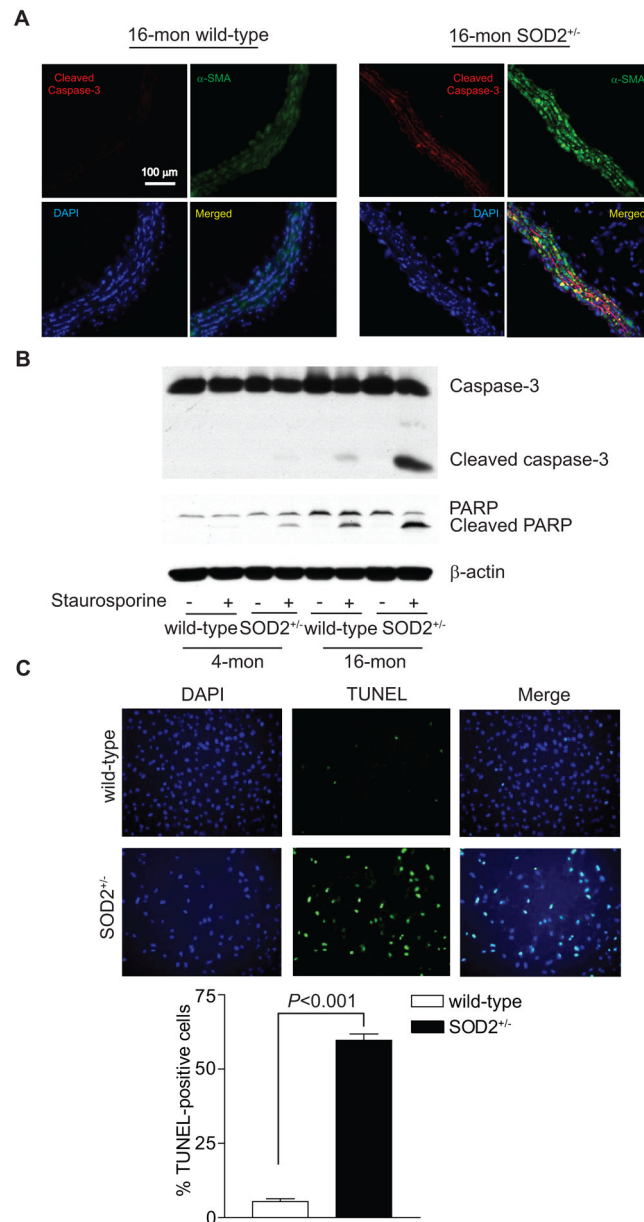 A
16-mon wild-type
16-mon SOD2+/-
Cleaved
Caspase-3
α-SMA
Cleaved
Caspase-3
α-SMA
100 μm
DAPI
Merged
DAPI
Merged
B
Caspase-3
Cleaved caspase-3
PARP
Cleaved PARP
β-actin
Staurosporine - + - + - + - +
wild-type SOD2+/- wild-type SOD2+/-
4-mon 16-mon
C
DAPI TUNEL Merge
wild-type
SOD2+/-
75
P<0.001
wild-type
SOD2+/-
50
25
0
% TUNEL-positive cells